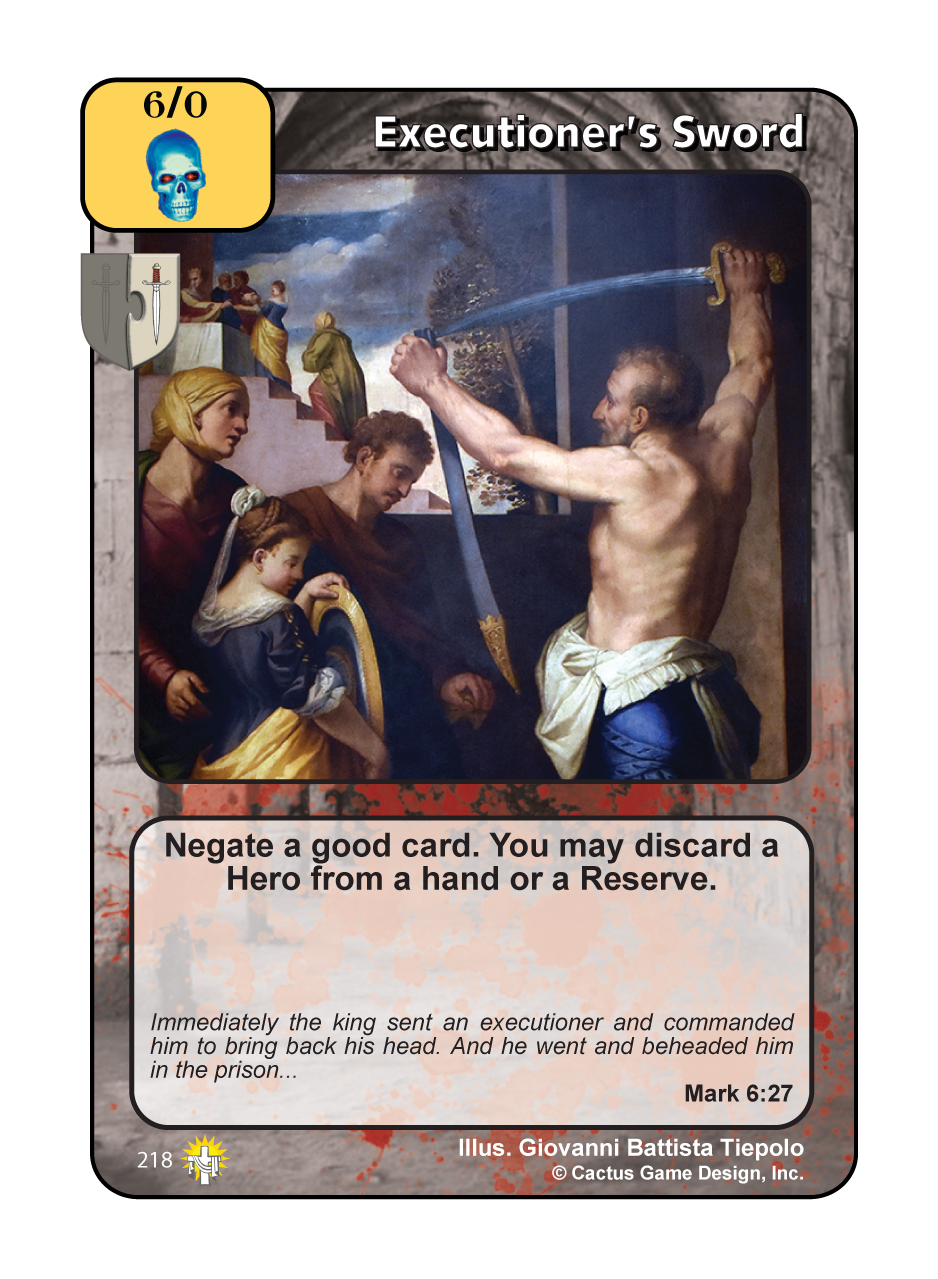 6/0
Executioner's Sword
Negate a good card. You may discard a
Hero from a hand or a Reserve.
Immediately the king sent an executioner and commanded
him to bring back his head. And he went and beheaded him
in the prison...
Mark 6:27
218
Illus. Giovanni Battista Tiepolo
© Cactus Game Design, Inc.